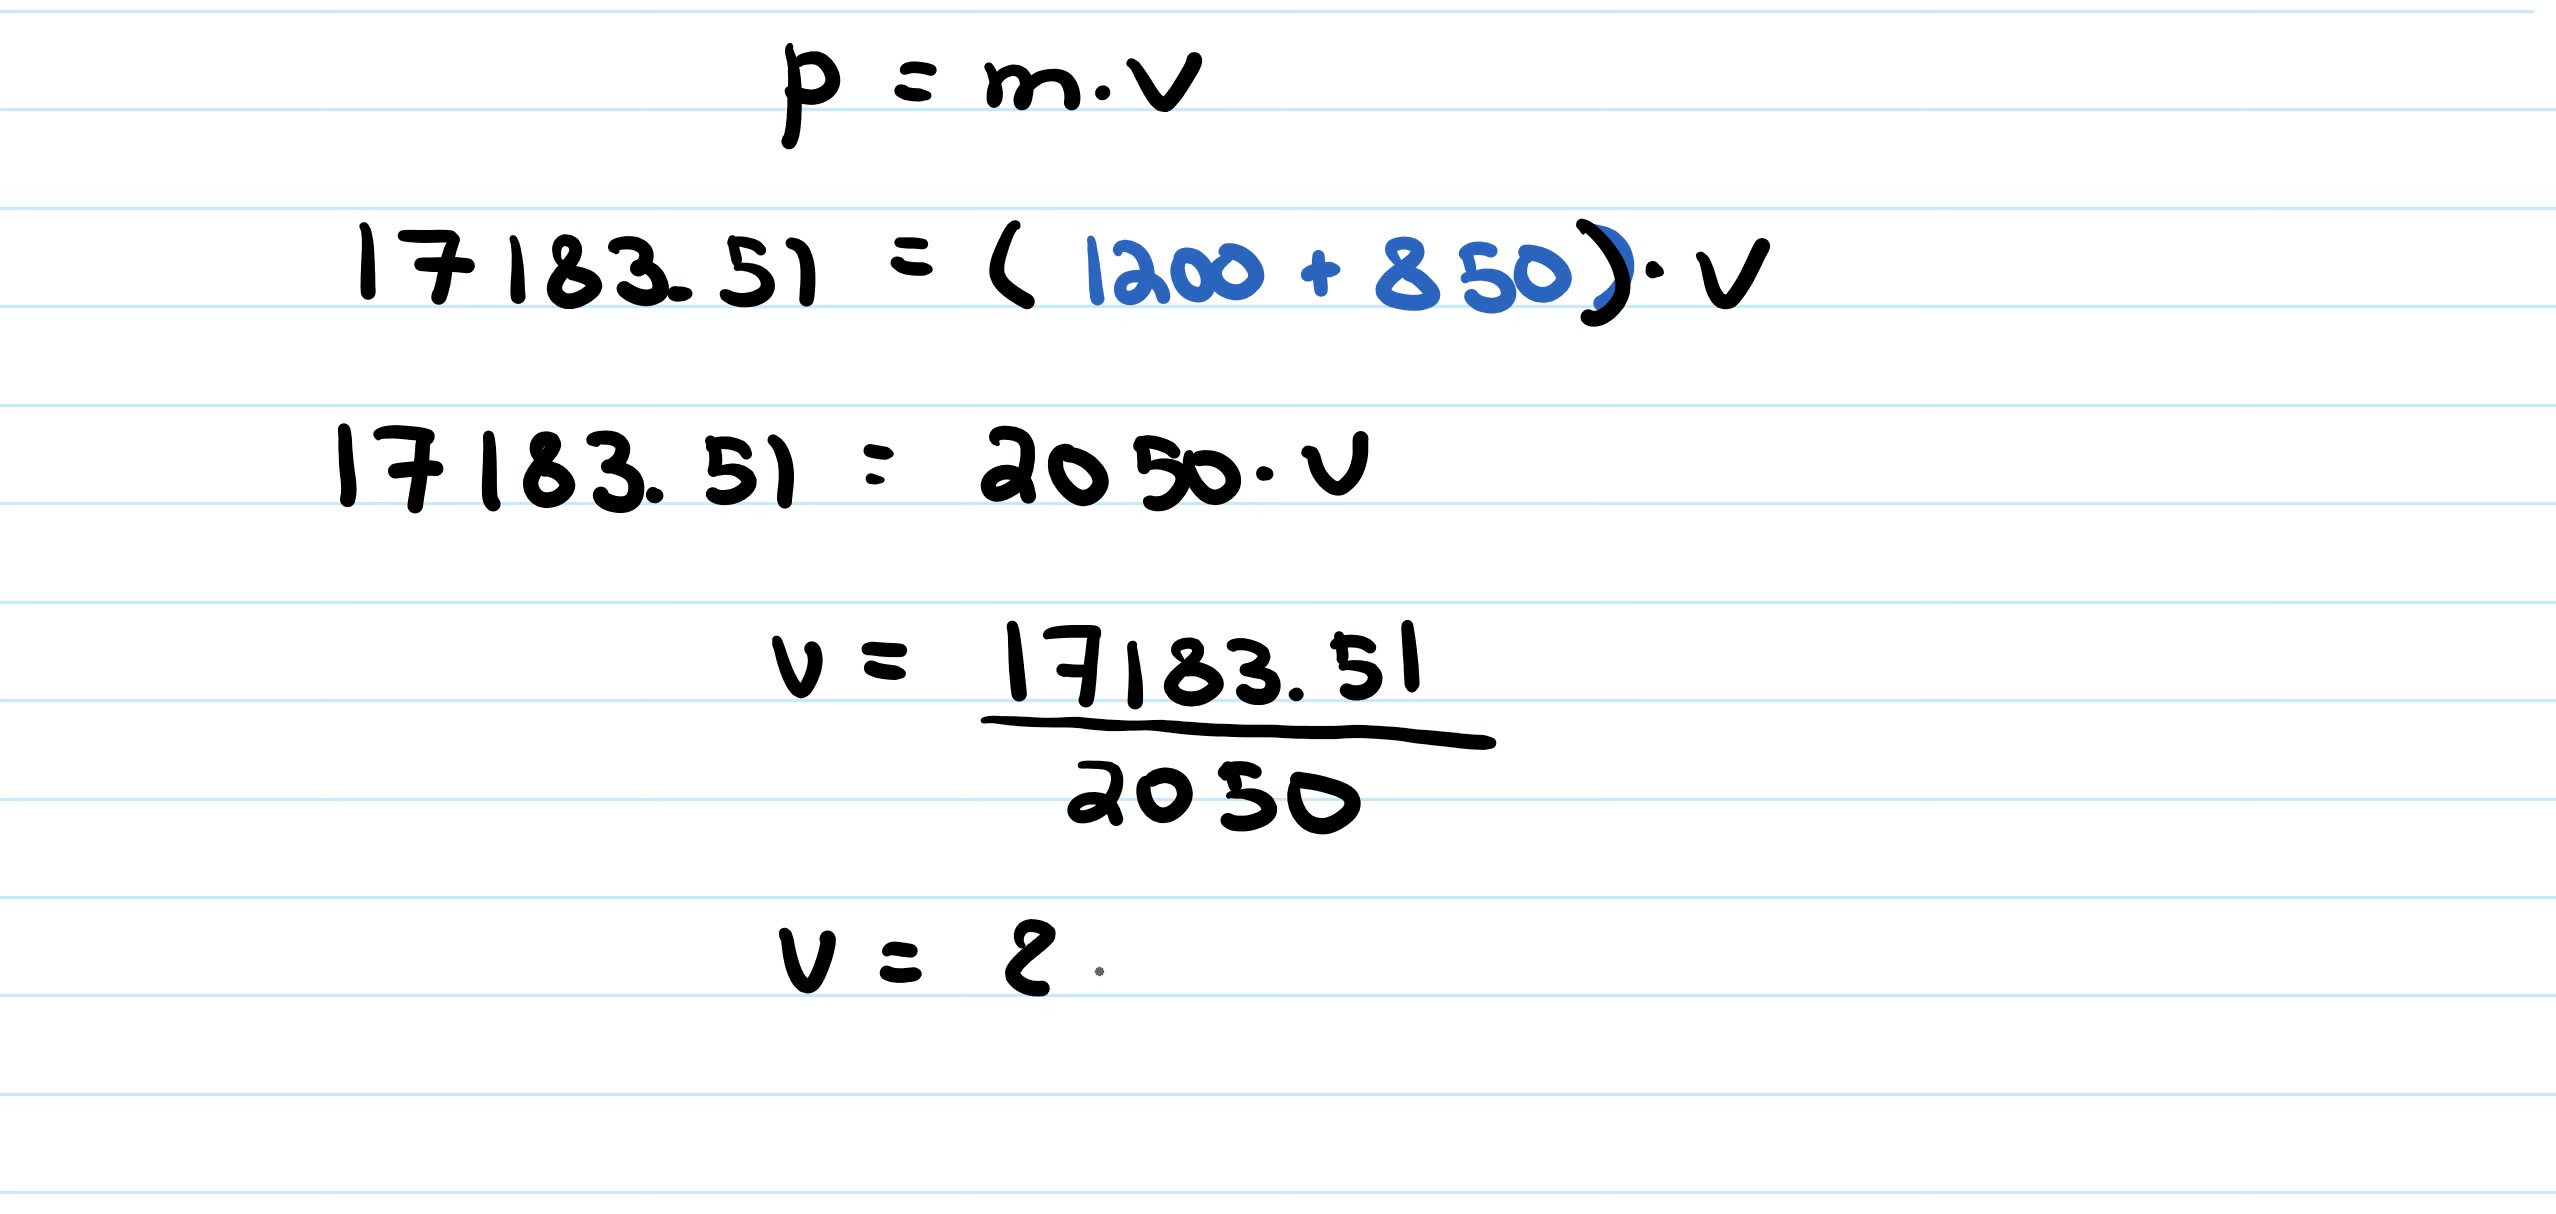 p = m·v
17183.51 = (1200 + 850)·v
17183.51 = 2050·v
v = 17183.51
2050
v = 8.